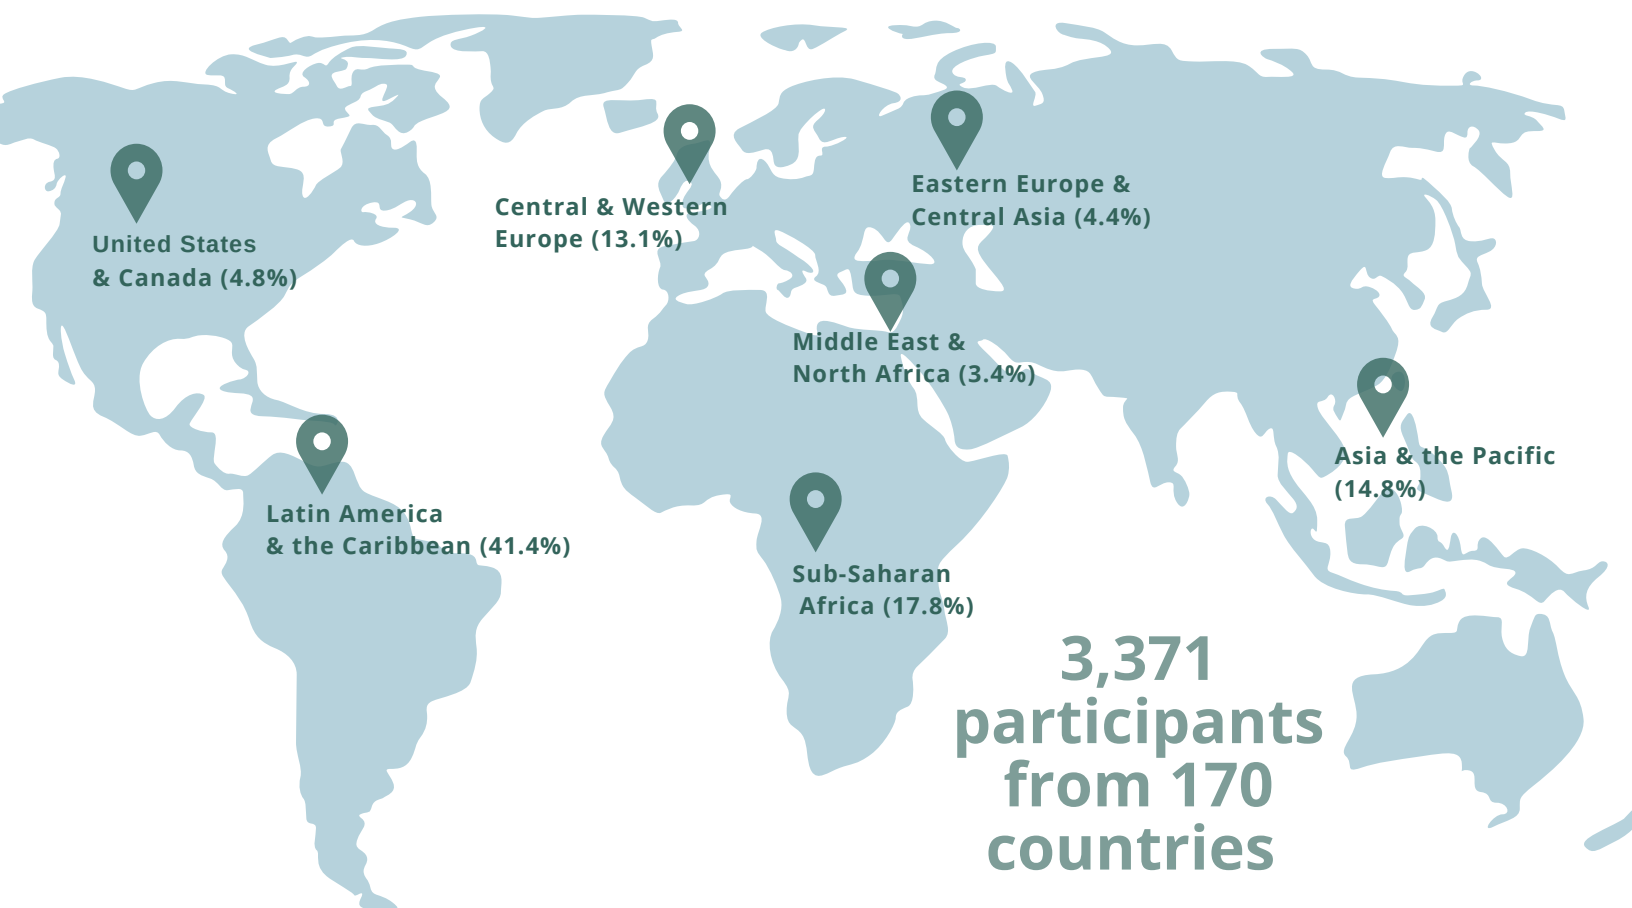 Eastern Europe &
Central Asia (4.4%)
Central & Western
Europe (13.1%)
United States
& Canada (4.8%)
Middle East &
North Africa (3.4%)
Asia & the Pacific
(14.8%)
Latin America
& the Caribbean (41.4%)
Sub-Saharan
Africa (17.8%)
3,371
participants
from 170
countries